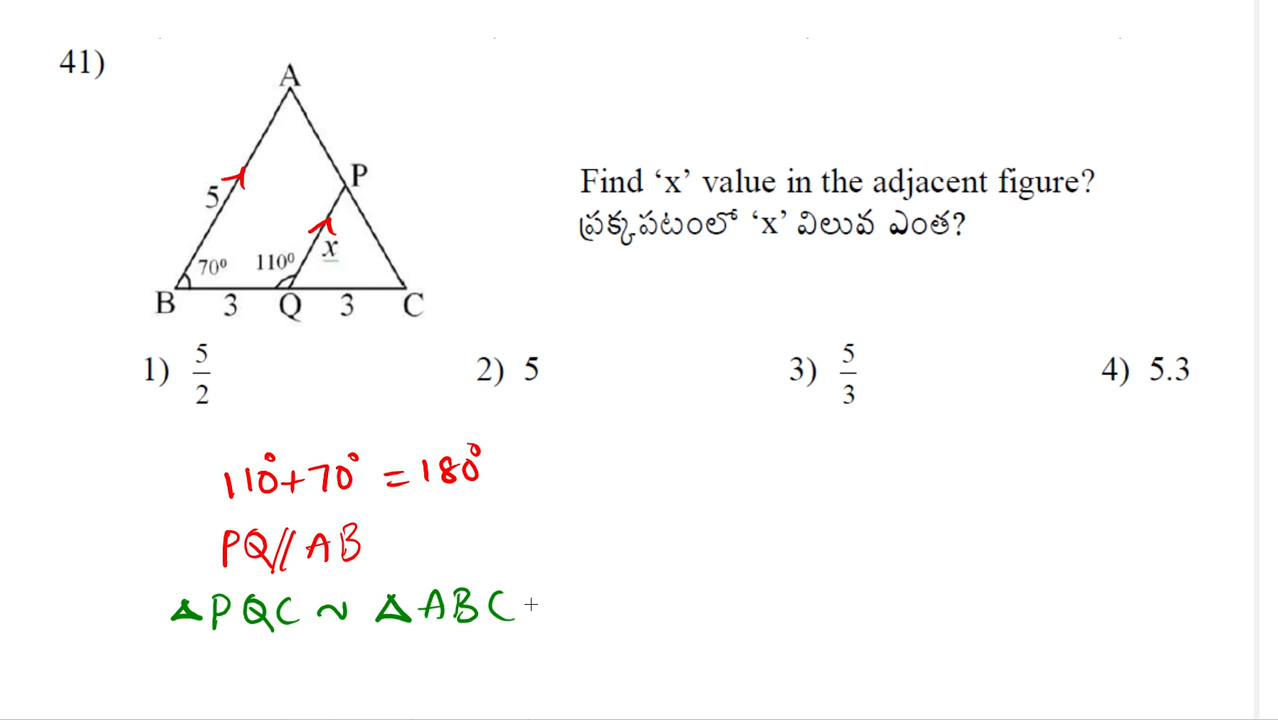 41)
A
P
5
x
70⁰
110⁰
B
3
Q
3
C
Find ‘x’ value in the adjacent figure?
ప్రక్కపటంలో ‘x’ విలువ ఎంత?
1) 5/2
2) 5
3) 5/3
4) 5.3
110° + 70° = 180°
PQ // AB
△PQC ~ △ABC